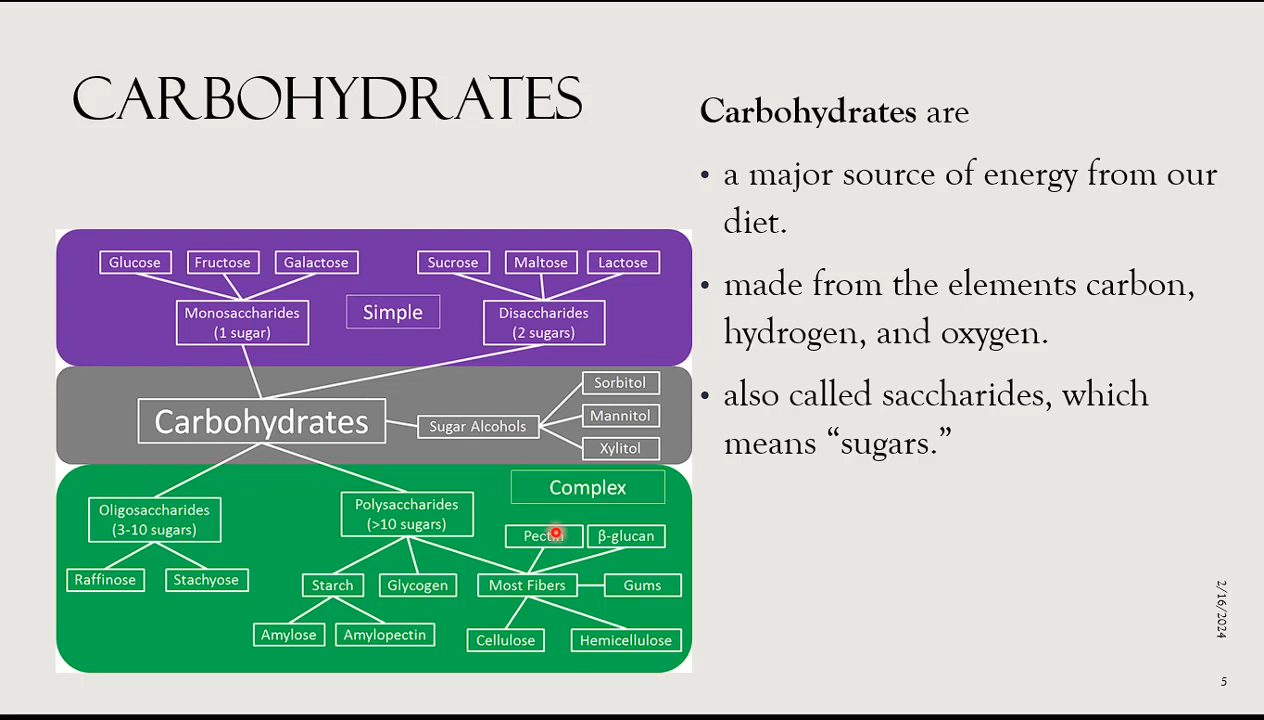 CARBOHYDRATES
Carbohydrates are
• a major source of energy from our
diet.
• made from the elements carbon,
hydrogen, and oxygen.
• also called saccharides, which
means “sugars.”
Glucose
Fructose
Galactose
Sucrose
Maltose
Lactose
Monosaccharides
(1 sugar)
Simple
Disaccharides
(2 sugars)
Carbohydrates
Sugar Alcohols
Sorbitol
Mannitol
Xylitol
Complex
Oligosaccharides
(3-10 sugars)
Polysaccharides
(>10 sugars)
Pectin
β-glucan
Raffinose
Stachyose
Starch
Glycogen
Most Fibers
Gums
Amylose
Amylopectin
Cellulose
Hemicellulose
2/16/2024
5